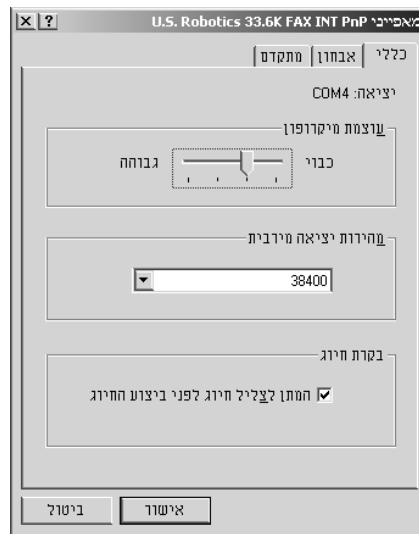 מאפייני U.S. Robotics 33.6K FAX INT PnP
כללי אבחון מתקדם
יציאה: COM4
עוצמת מיקרופון
כבוי גבוהה
מהירות יציאה מירבית
38400
בקרת חיוג
המתן לצליל חיוג לפני ביצוע החיוג
אישור ביטול